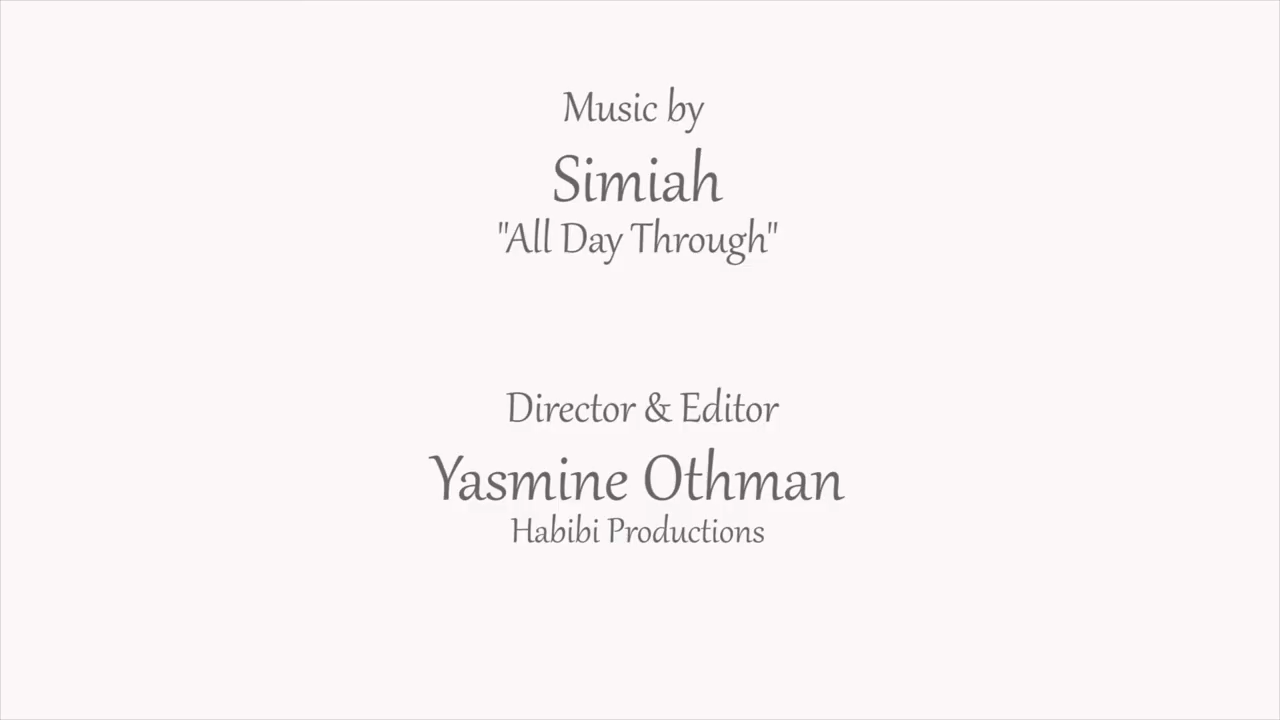 Music by
Simiah
"All Day Through"
Director & Editor
Yasmine Othman
Habibi Productions